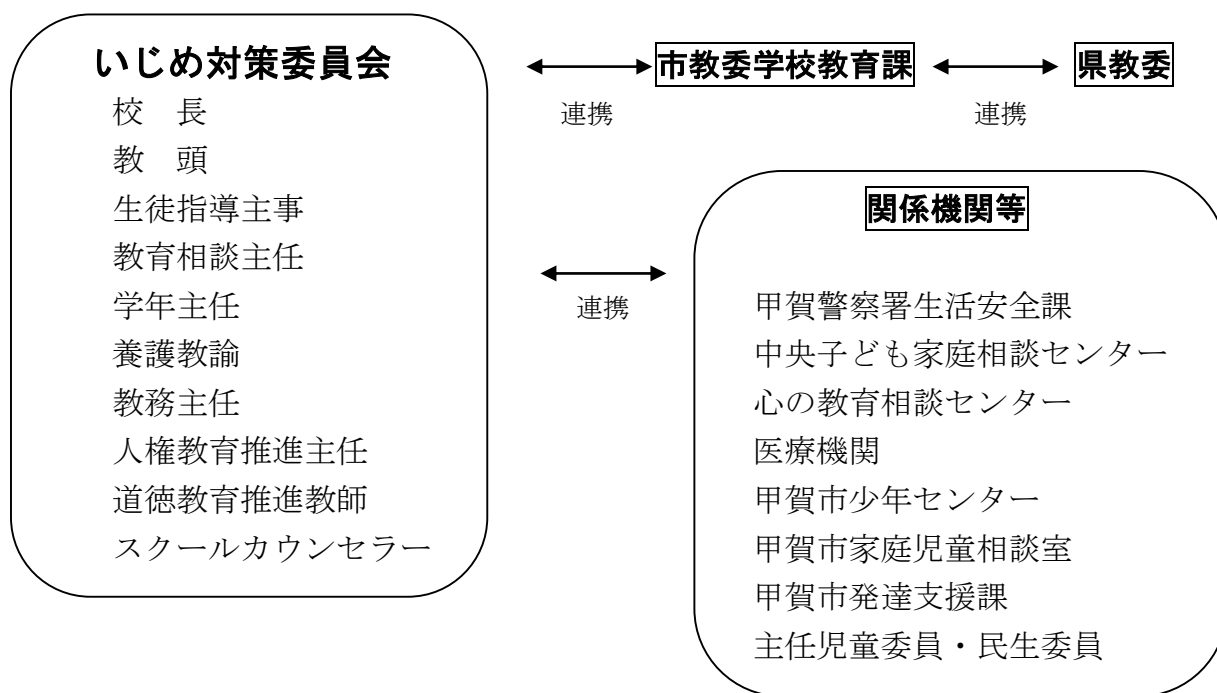 いじめ対策委員会
校　長
教　頭
生徒指導主事
教育相談主任
学年主任
養護教諭
教務主任
人権教育推進主任
道徳教育推進教師
スクールカウンセラー
市教委学校教育課
県教委
連携
連携
連携
関係機関等
甲賀警察署生活安全課
中央子ども家庭相談センター
心の教育相談センター
医療機関
甲賀市少年センター
甲賀市家庭児童相談室
甲賀市発達支援課
主任児童委員・民生委員